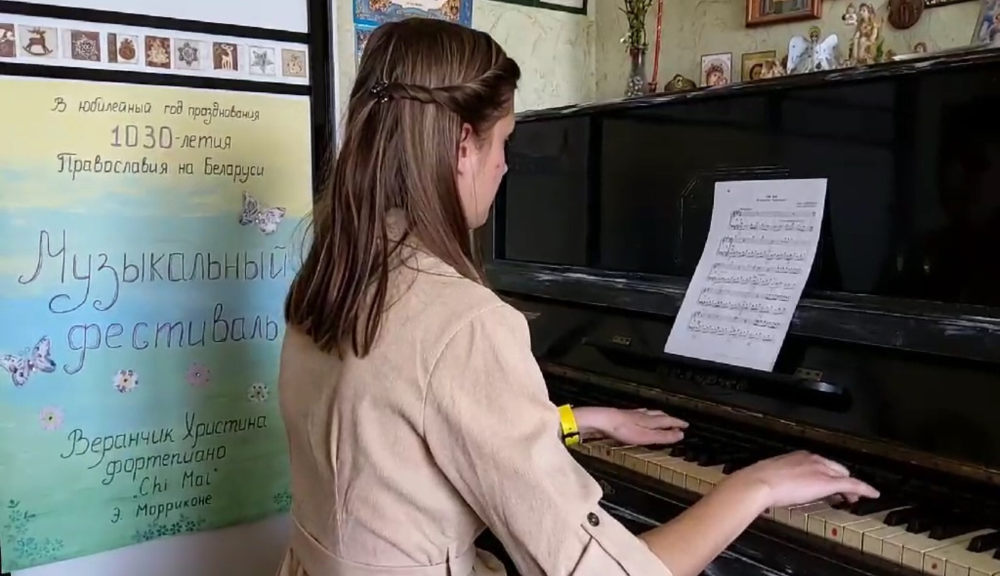 В юбилейный год празднования
1030-летия
Православия на Беларуси
Музыкальный
фестиваль
Веранчик Христина
фортепиано
„Chi Mai"
Э. Морриконе